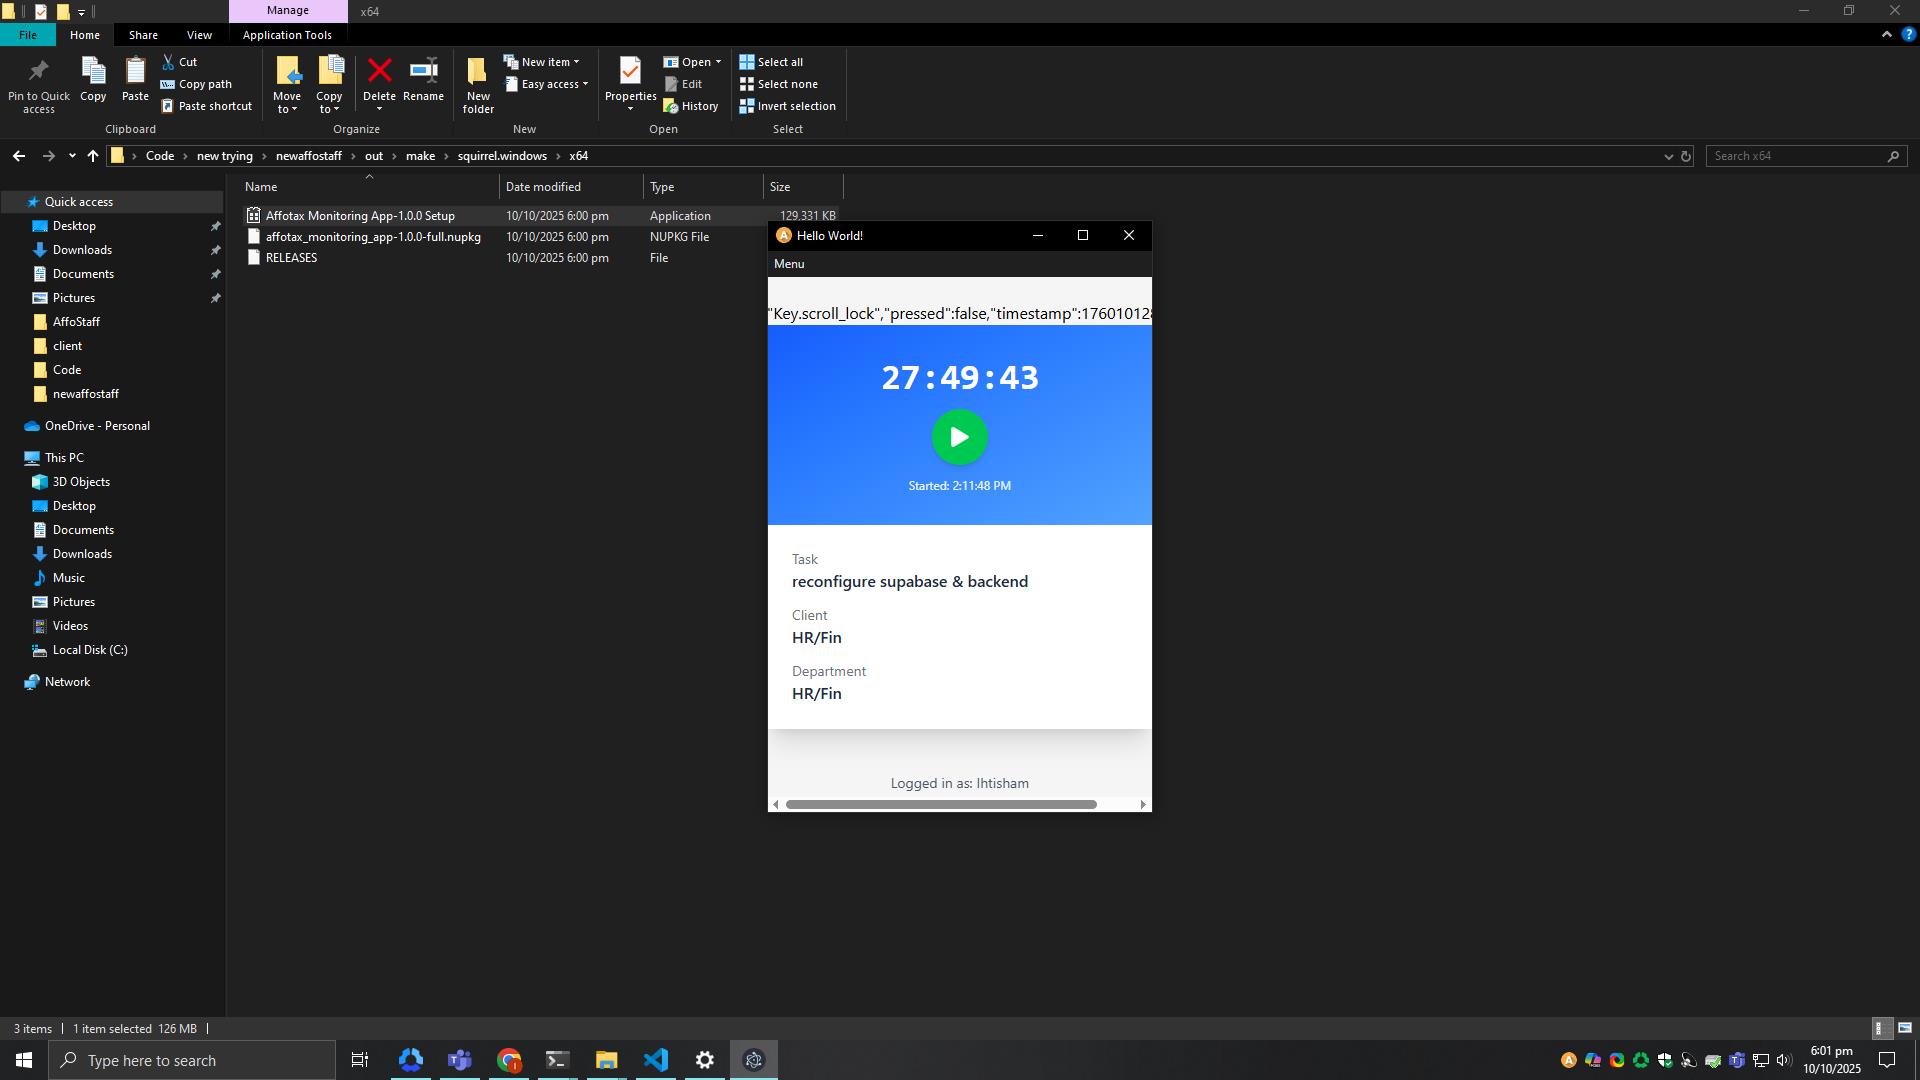 Manage
x64
File
Home
Share
View
Application Tools
Pin to Quick access
Copy
Paste
Cut
Copy path
Paste shortcut
Clipboard
Move to
Copy to
Delete
Rename
Organize
New folder
New item
Easy access
New
Properties
Open
Edit
History
Open
Select all
Select none
Invert selection
Select
Code
new trying
newaffostaff
out
make
squirrel.windows
x64
Search x64
Quick access
Desktop
Downloads
Documents
Pictures
AffoStaff
client
Code
newaffostaff
OneDrive - Personal
This PC
3D Objects
Desktop
Documents
Downloads
Music
Pictures
Videos
Local Disk (C:)
Network
Name Date modified Type Size
Affotax Monitoring App-1.0.0 Setup 10/10/2025 6:00 pm Application 129,331 KB
affotax_monitoring_app-1.0.0-full.nupkg 10/10/2025 6:00 pm NUPKG File
RELEASES 10/10/2025 6:00 pm File
Hello World!
Menu
"Key.scroll_lock","pressed":false,"timestamp":176010128
27:49:43
Started: 2:11:48 PM
Task
reconfigure supabase & backend
Client
HR/Fin
Department
HR/Fin
Logged in as: Ihtisham
3 items
1 item selected 126 MB
Type here to search
6:01 pm
10/10/2025